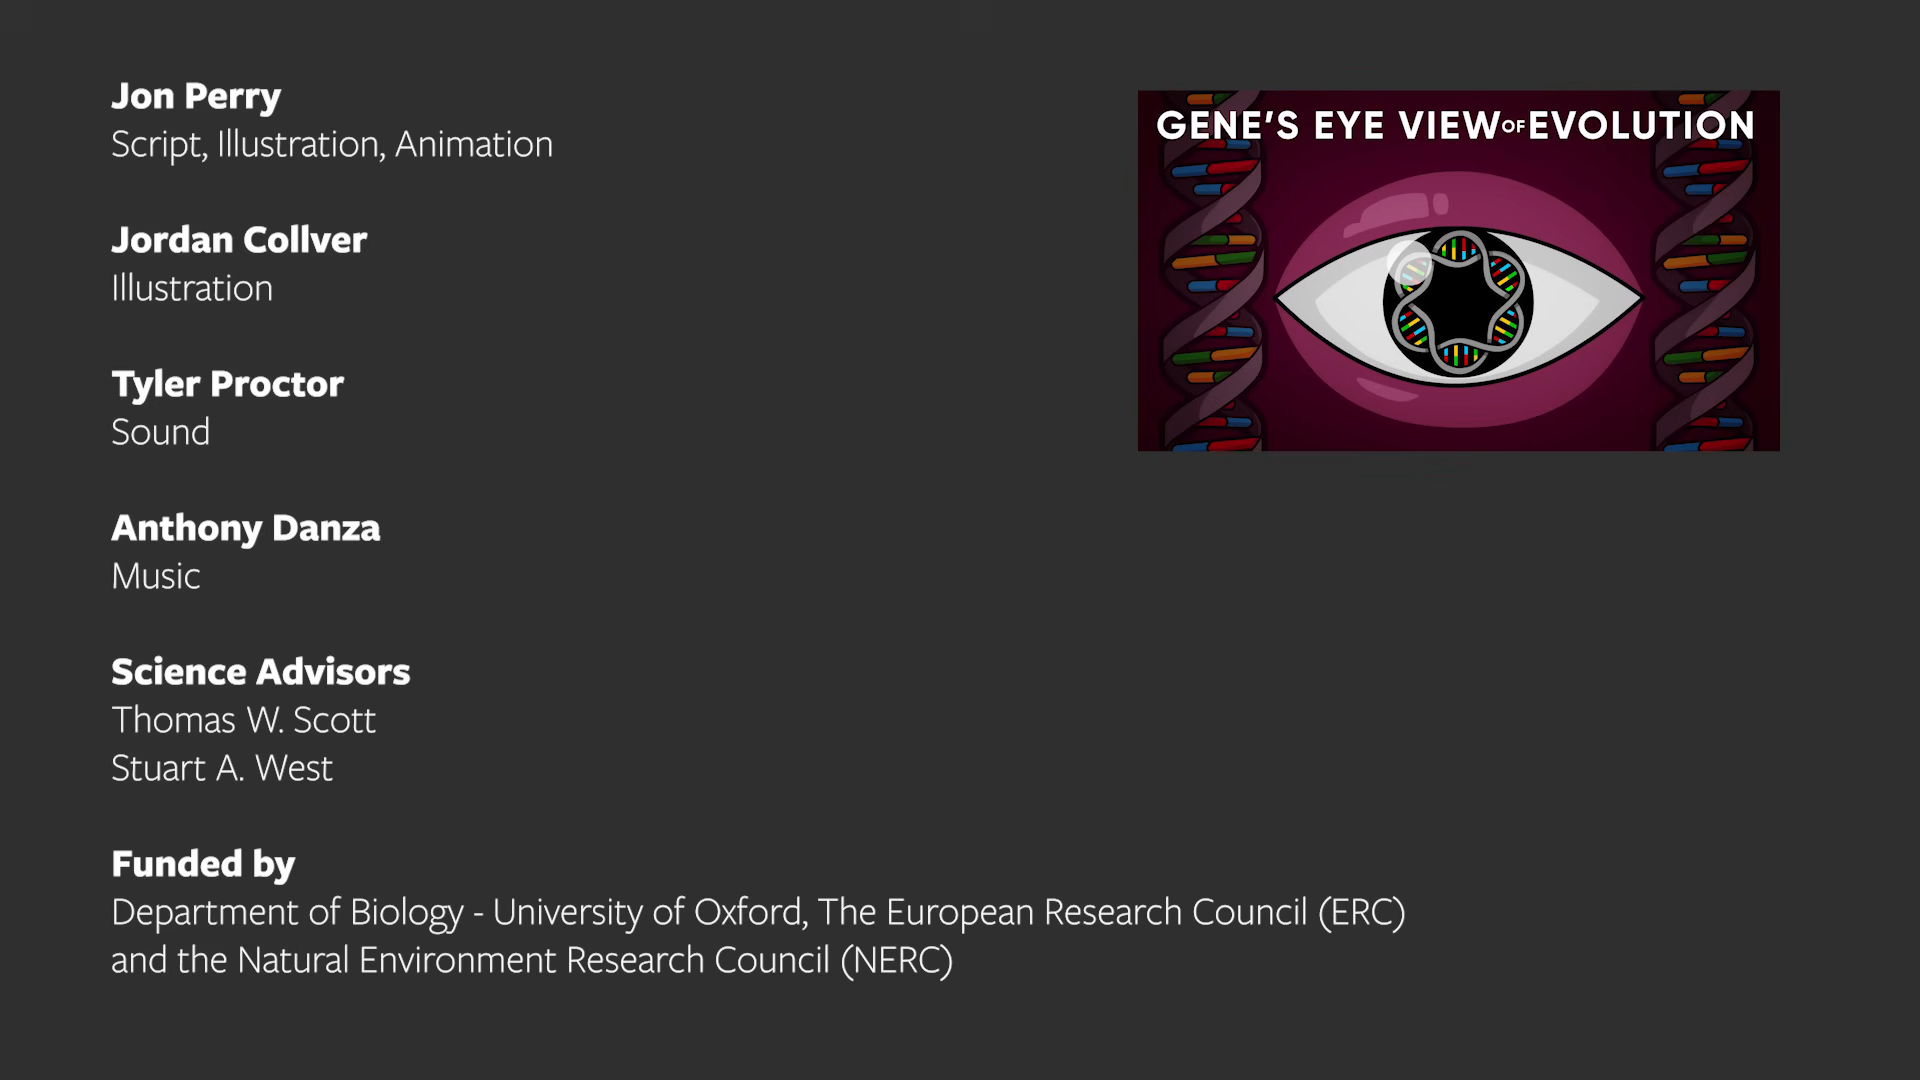 Jon Perry
Script, Illustration, Animation
Jordan Collver
Illustration
Tyler Proctor
Sound
Anthony Danza
Music
Science Advisors
Thomas W. Scott
Stuart A. West
Funded by
Department of Biology - University of Oxford, The European Research Council (ERC)
and the Natural Environment Research Council (NERC)
GENE'S EYE VIEW OF EVOLUTION